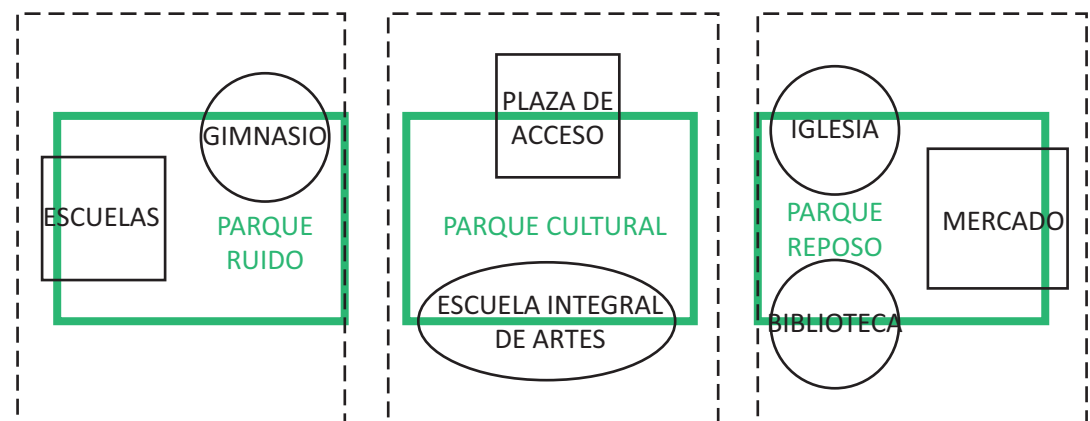 GIMNASIO
ESCUELAS
PARQUE
RUIDO
PLAZA DE
ACCESO
PARQUE CULTURAL
ESCUELA INTEGRAL
DE ARTES
IGLESIA
PARQUE
REPOSO
MERCADO
BIBLIOTECA